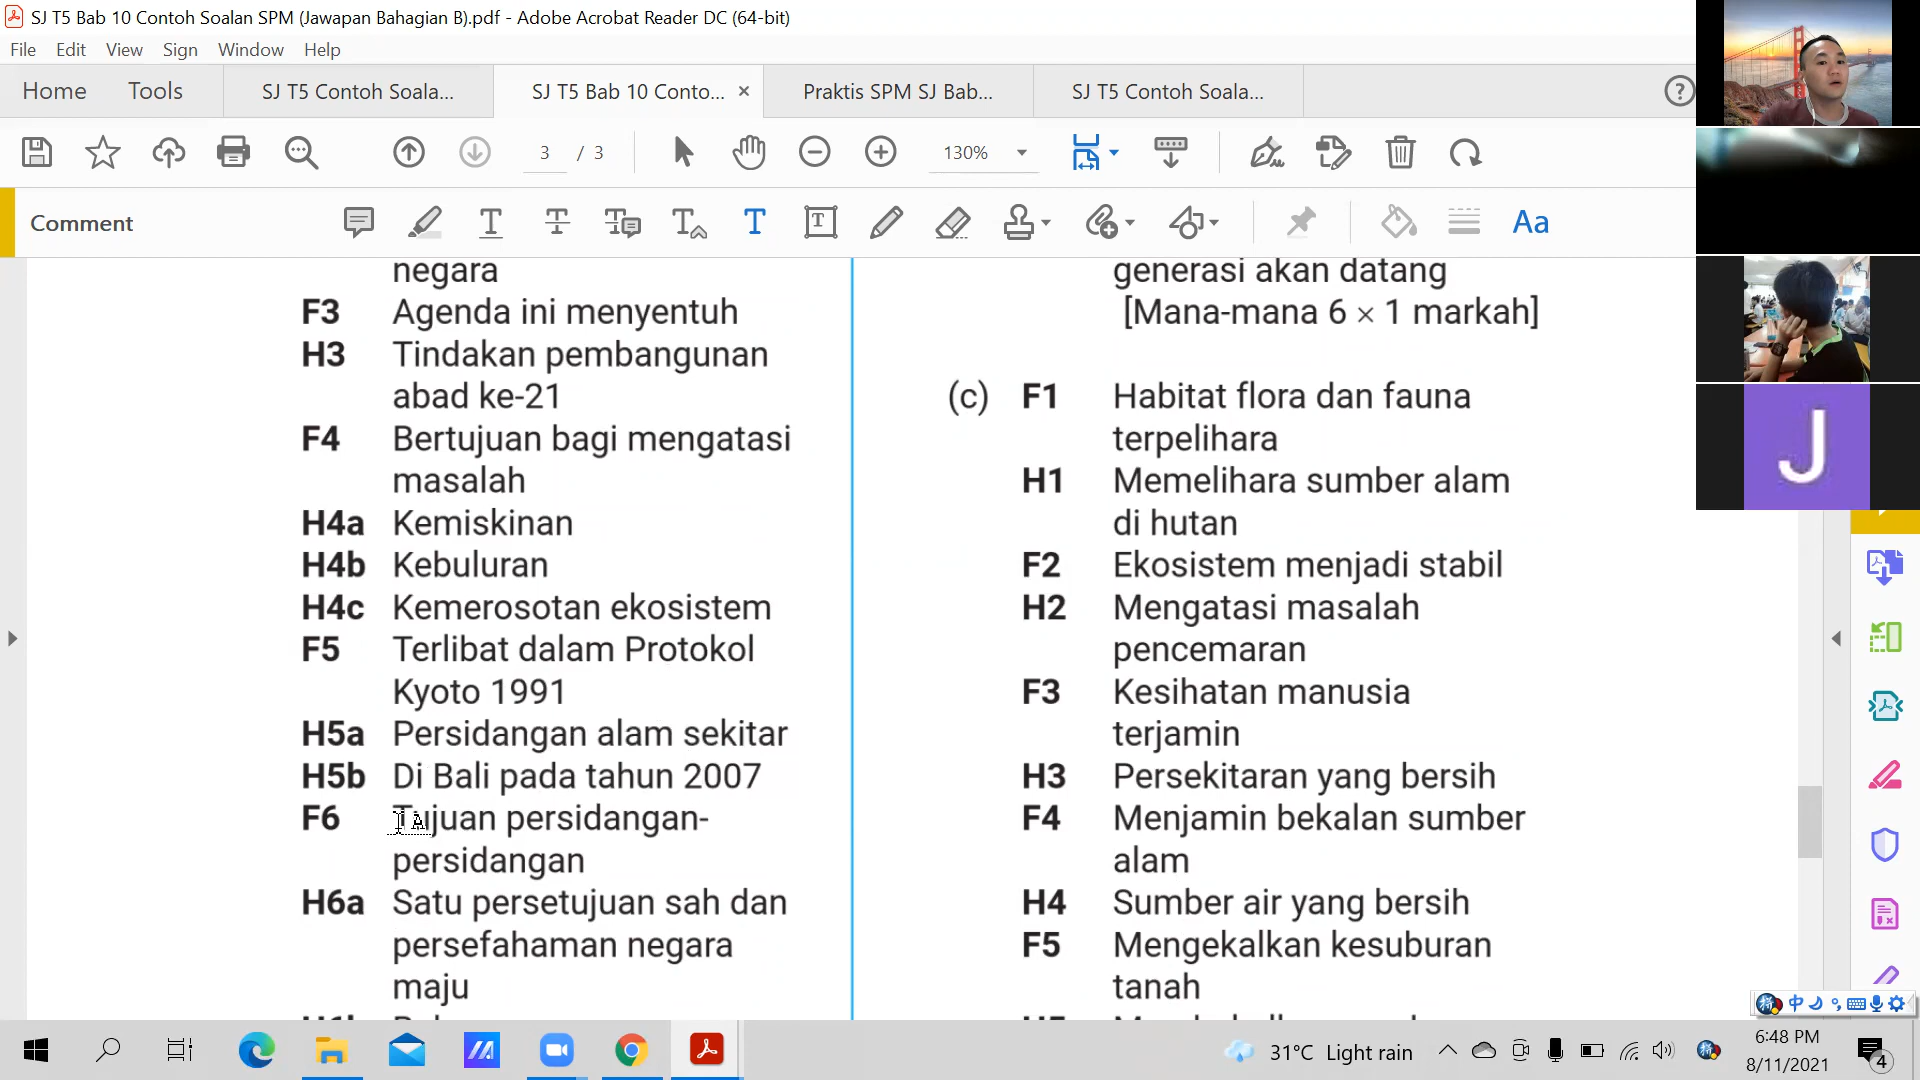 SJ T5 Bab 10 Contoh Soalan SPM (Jawapan Bahagian B).pdf - Adobe Acrobat Reader DC (64-bit)
File Edit View Sign Window Help
Home Tools SJ T5 Contoh Soala... SJ T5 Bab 10 Conto... × Praktis SPM SJ Bab... SJ T5 Contoh Soala...
3 / 3 130%
Comment
Aa
negara
F3 Agenda ini menyentuh
H3 Tindakan pembangunan
abad ke-21
F4 Bertujuan bagi mengatasi
masalah
H4a Kemiskinan
H4b Kebuluran
H4c Kemerosotan ekosistem
F5 Terlibat dalam Protokol
Kyoto 1991
H5a Persidangan alam sekitar
H5b Di Bali pada tahun 2007
F6 Tujuan persidangan-
persidangan
H6a Satu persetujuan sah dan
persefahaman negara
maju
generasi akan datang
[Mana-mana 6 × 1 markah]
(c) F1 Habitat flora dan fauna
terpelihara
H1 Memelihara sumber alam
di hutan
F2 Ekosistem menjadi stabil
H2 Mengatasi masalah
pencemaran
F3 Kesihatan manusia
terjamin
H3 Persekitaran yang bersih
F4 Menjamin bekalan sumber
alam
H4 Sumber air yang bersih
F5 Mengekalkan kesuburan
tanah
J
中
31°C Light rain
6:48 PM
8/11/2021
4